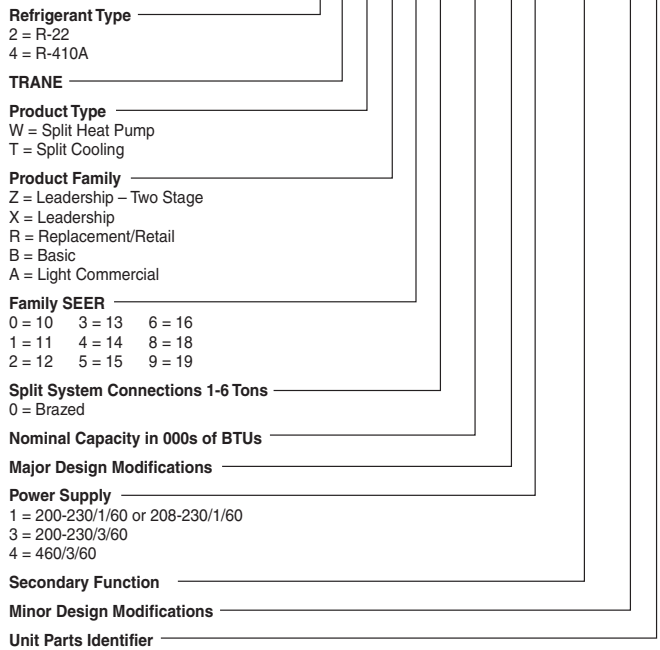 Refrigerant Type
2 = R-22
4 = R-410A
TRANE
Product Type
W = Split Heat Pump
T = Split Cooling
Product Family
Z = Leadership – Two Stage
X = Leadership
R = Replacement/Retail
B = Basic
A = Light Commercial
Family SEER
0 = 10 3 = 13 6 = 16
1 = 11 4 = 14 8 = 18
2 = 12 5 = 15 9 = 19
Split System Connections 1-6 Tons
0 = Brazed
Nominal Capacity in 000s of BTUs
Major Design Modifications
Power Supply
1 = 200-230/1/60 or 208-230/1/60
3 = 200-230/3/60
4 = 460/3/60
Secondary Function
Minor Design Modifications
Unit Parts Identifier